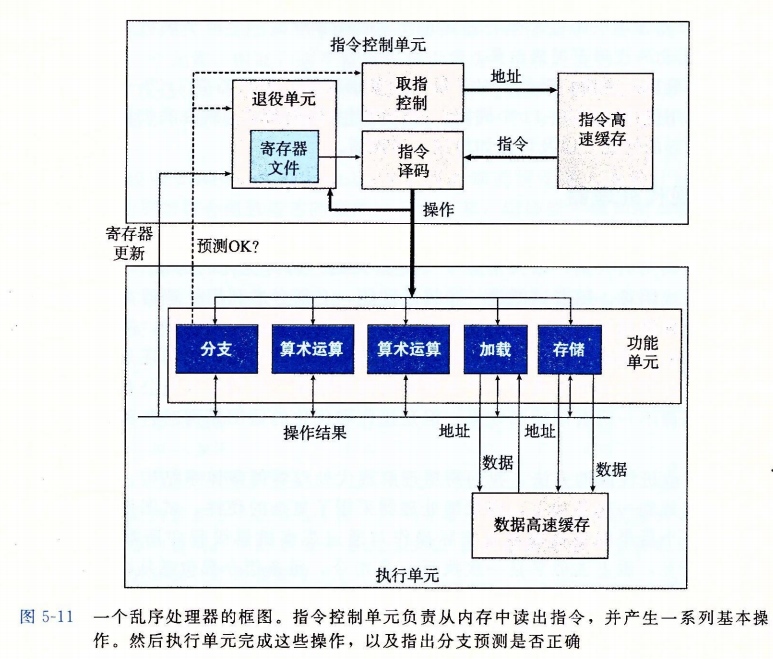 指令控制单元
地址
取指
控制
退役单元
指令高
速缓存
寄存器
文件
指令
译码
指令
操作
寄存器
更新
预测OK?
分支
算术运算
算术运算
加载
存储
功能
单元
操作结果
地址
地址
数据
数据
数据高速缓存
执行单元
图 5-11 一个乱序处理器的框图。指令控制单元负责从内存中读出指令，并产生一系列基本操
作。然后执行单元完成这些操作，以及指出分支预测是否正确